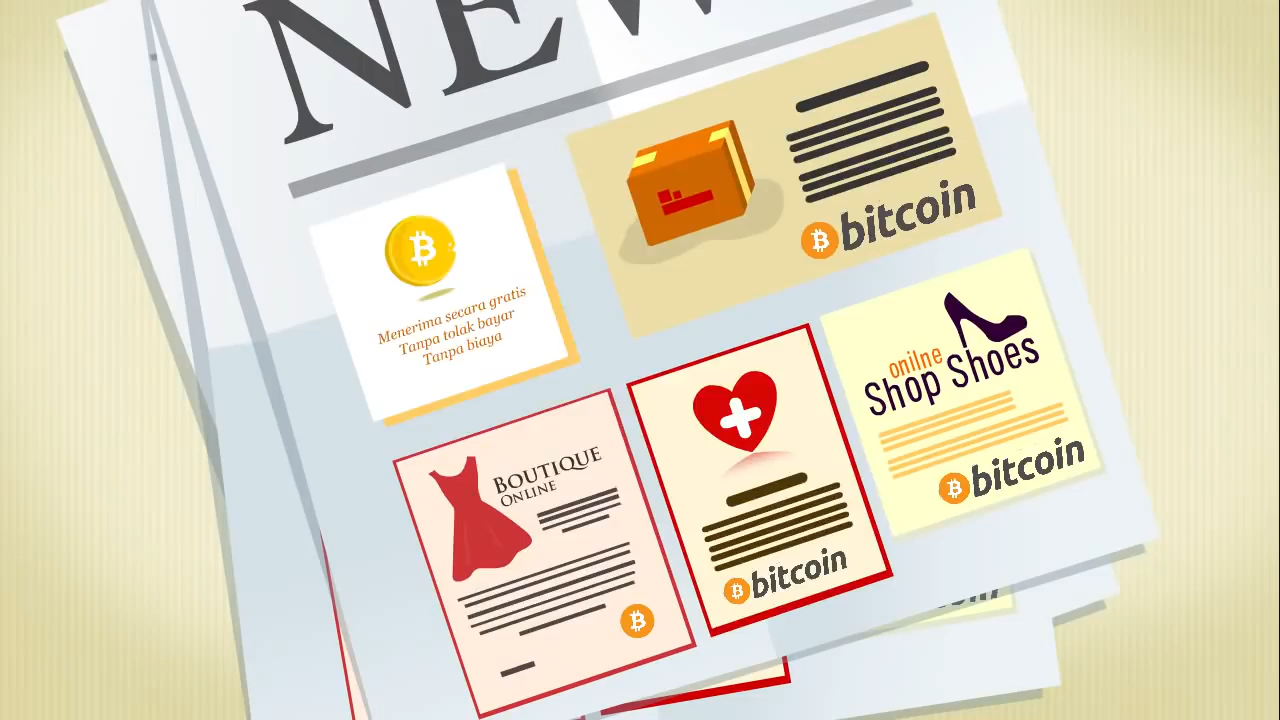 NEW
bitcoin
Menerima secara gratis
Tanpa tolak bayar
Tanpa biaya
onilne
Shop Shoes
bitcoin
BOUTIQUE
ONLINE
bitcoin